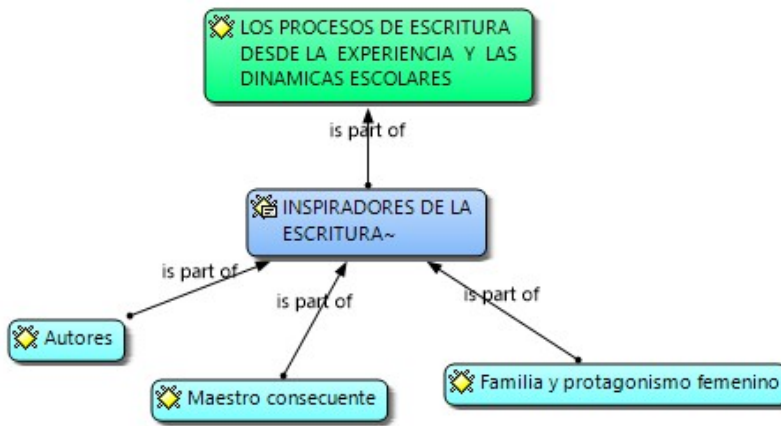 LOS PROCESOS DE ESCRITURA
DESDE LA EXPERIENCIA Y LAS
DINAMICAS ESCOLARES
is part of
INSPIRADORES DE LA
ESCRITURA~
is part of
is part of
is part of
Autores
Maestro consecuente
Familia y protagonismo femenino